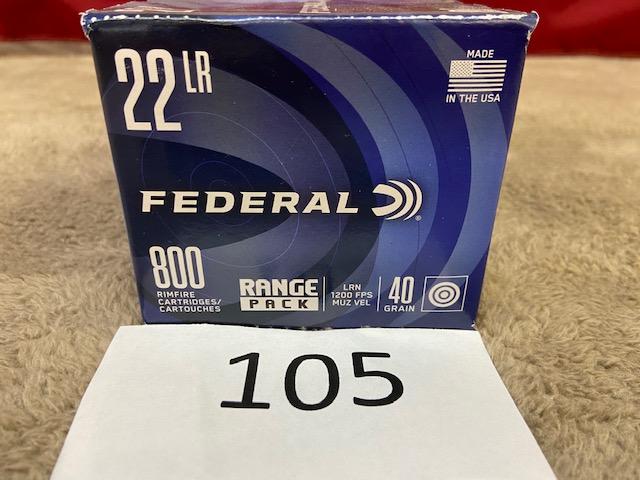 22 LR
MADE
IN THE USA
FEDERAL ®
800
RIMFIRE
CARTRIDGES/
CARTOUCHES
RANGE
PACK
LRN
1200 FPS
MUZ VEL
40
GRAIN
105